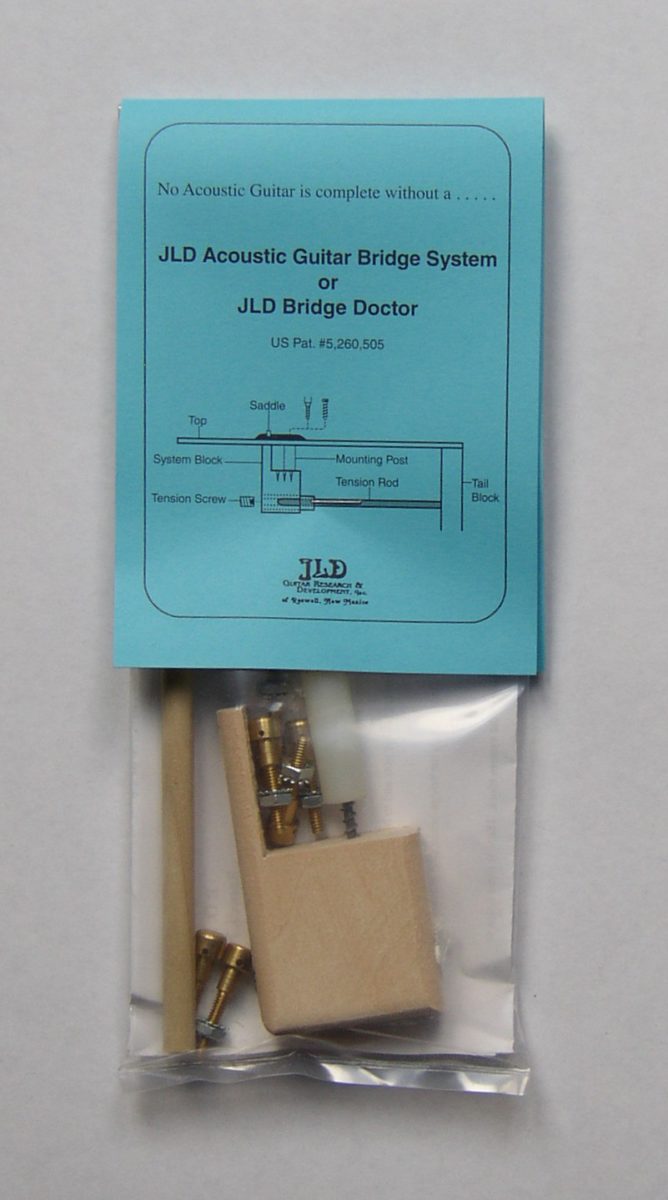 No Acoustic Guitar is complete without a . . . . .
JLD Acoustic Guitar Bridge System
or
JLD Bridge Doctor
US Pat. #5,260,505
Saddle
Top
System Block
Mounting Post
Tension Rod
Tension Screw
Tail
Block
JLD
Guitar Research &
Development, Inc.
of Roswell, New Mexico